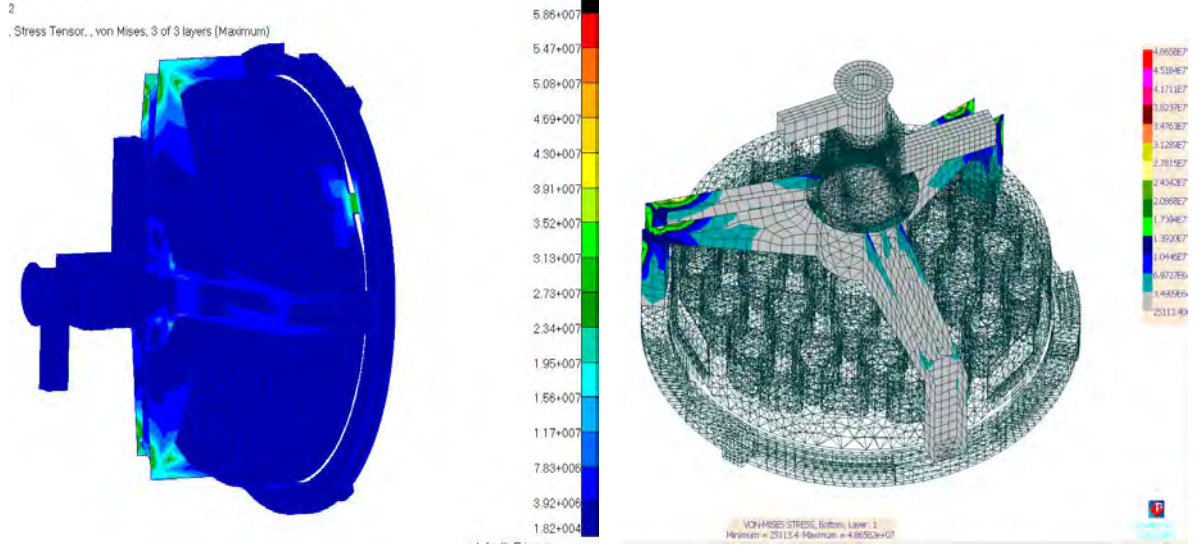 2
. Stress Tensor, , von Mises, 3 of 3 layers (Maximum)
5.86+007
5.47+007
5.08+007
4.69+007
4.30+007
3.91+007
3.52+007
3.13+007
2.73+007
2.34+007
1.95+007
1.56+007
1.17+007
7.83+006
3.92+006
1.82+004
4.8658E7
4.5184E7
4.1711E7
3.8237E7
3.4763E7
3.1289E7
2.7815E7
2.4342E7
2.0868E7
1.7394E7
1.3920E7
1.0446E7
6.9727E6
25113.40
VON-MISES STRESS, Bottom, Layer: 1
Minimum = 25113.4 Maximum = 4.86582e+07